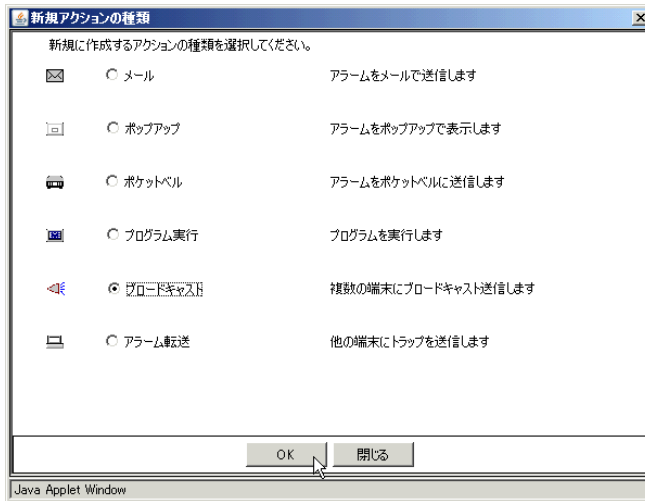 新規アクションの種類
新規に作成するアクションの種類を選択してください。
メール アラームをメールで送信します
ポップアップ アラームをポップアップで表示します
ポケットベル アラームをポケットベルに送信します
プログラム実行 プログラムを実行します
ブロードキャスト 複数の端末にブロードキャスト送信します
アラーム転送 他の端末にトラップを送信します
OK 閉じる
Java Applet Window